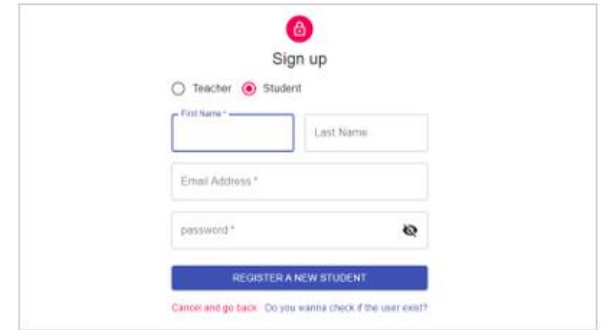 Sign up
Teacher Student
First Name *
Last Name
Email Address *
password *
REGISTER A NEW STUDENT
Cancel and go back Do you wanna check if the user exist?